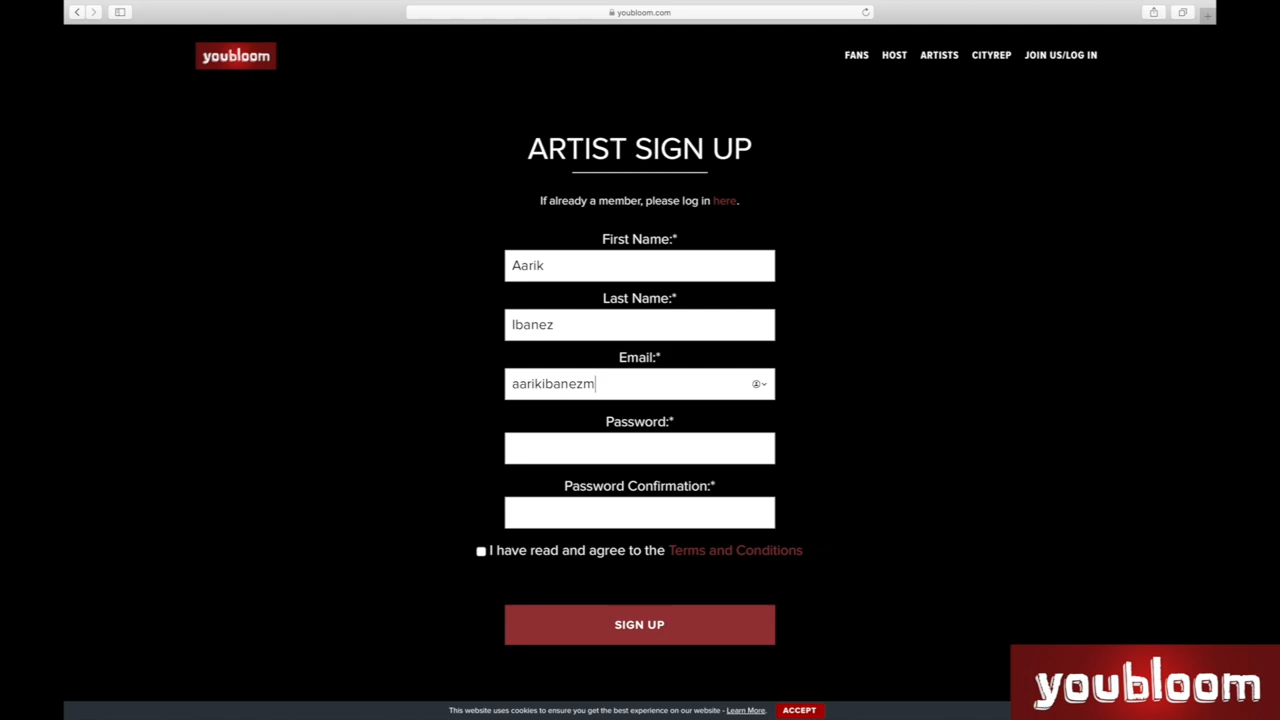 youbloom.com
youbloom
FANS HOST ARTISTS CITYREP JOIN US/LOG IN
ARTIST SIGN UP
If already a member, please log in here.
First Name:*
Aarik
Last Name:*
Ibanez
Email:*
aarikibanezm
Password:*
Password Confirmation:*
I have read and agree to the Terms and Conditions
SIGN UP
youbloom
This website uses cookies to ensure you get the best experience on our website - Learn More. ACCEPT